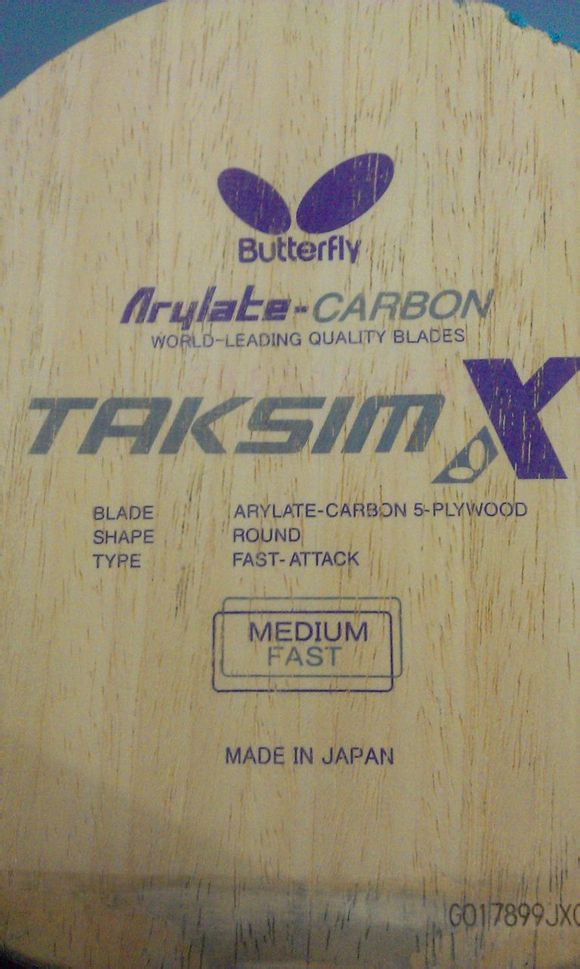 Butterfly
Arylate-CARBON
WORLD-LEADING QUALITY BLADES
TAKSIM X
BLADE ARYLATE-CARBON 5-PLYWOOD
SHAPE ROUND
TYPE FAST-ATTACK
MEDIUM
FAST
MADE IN JAPAN